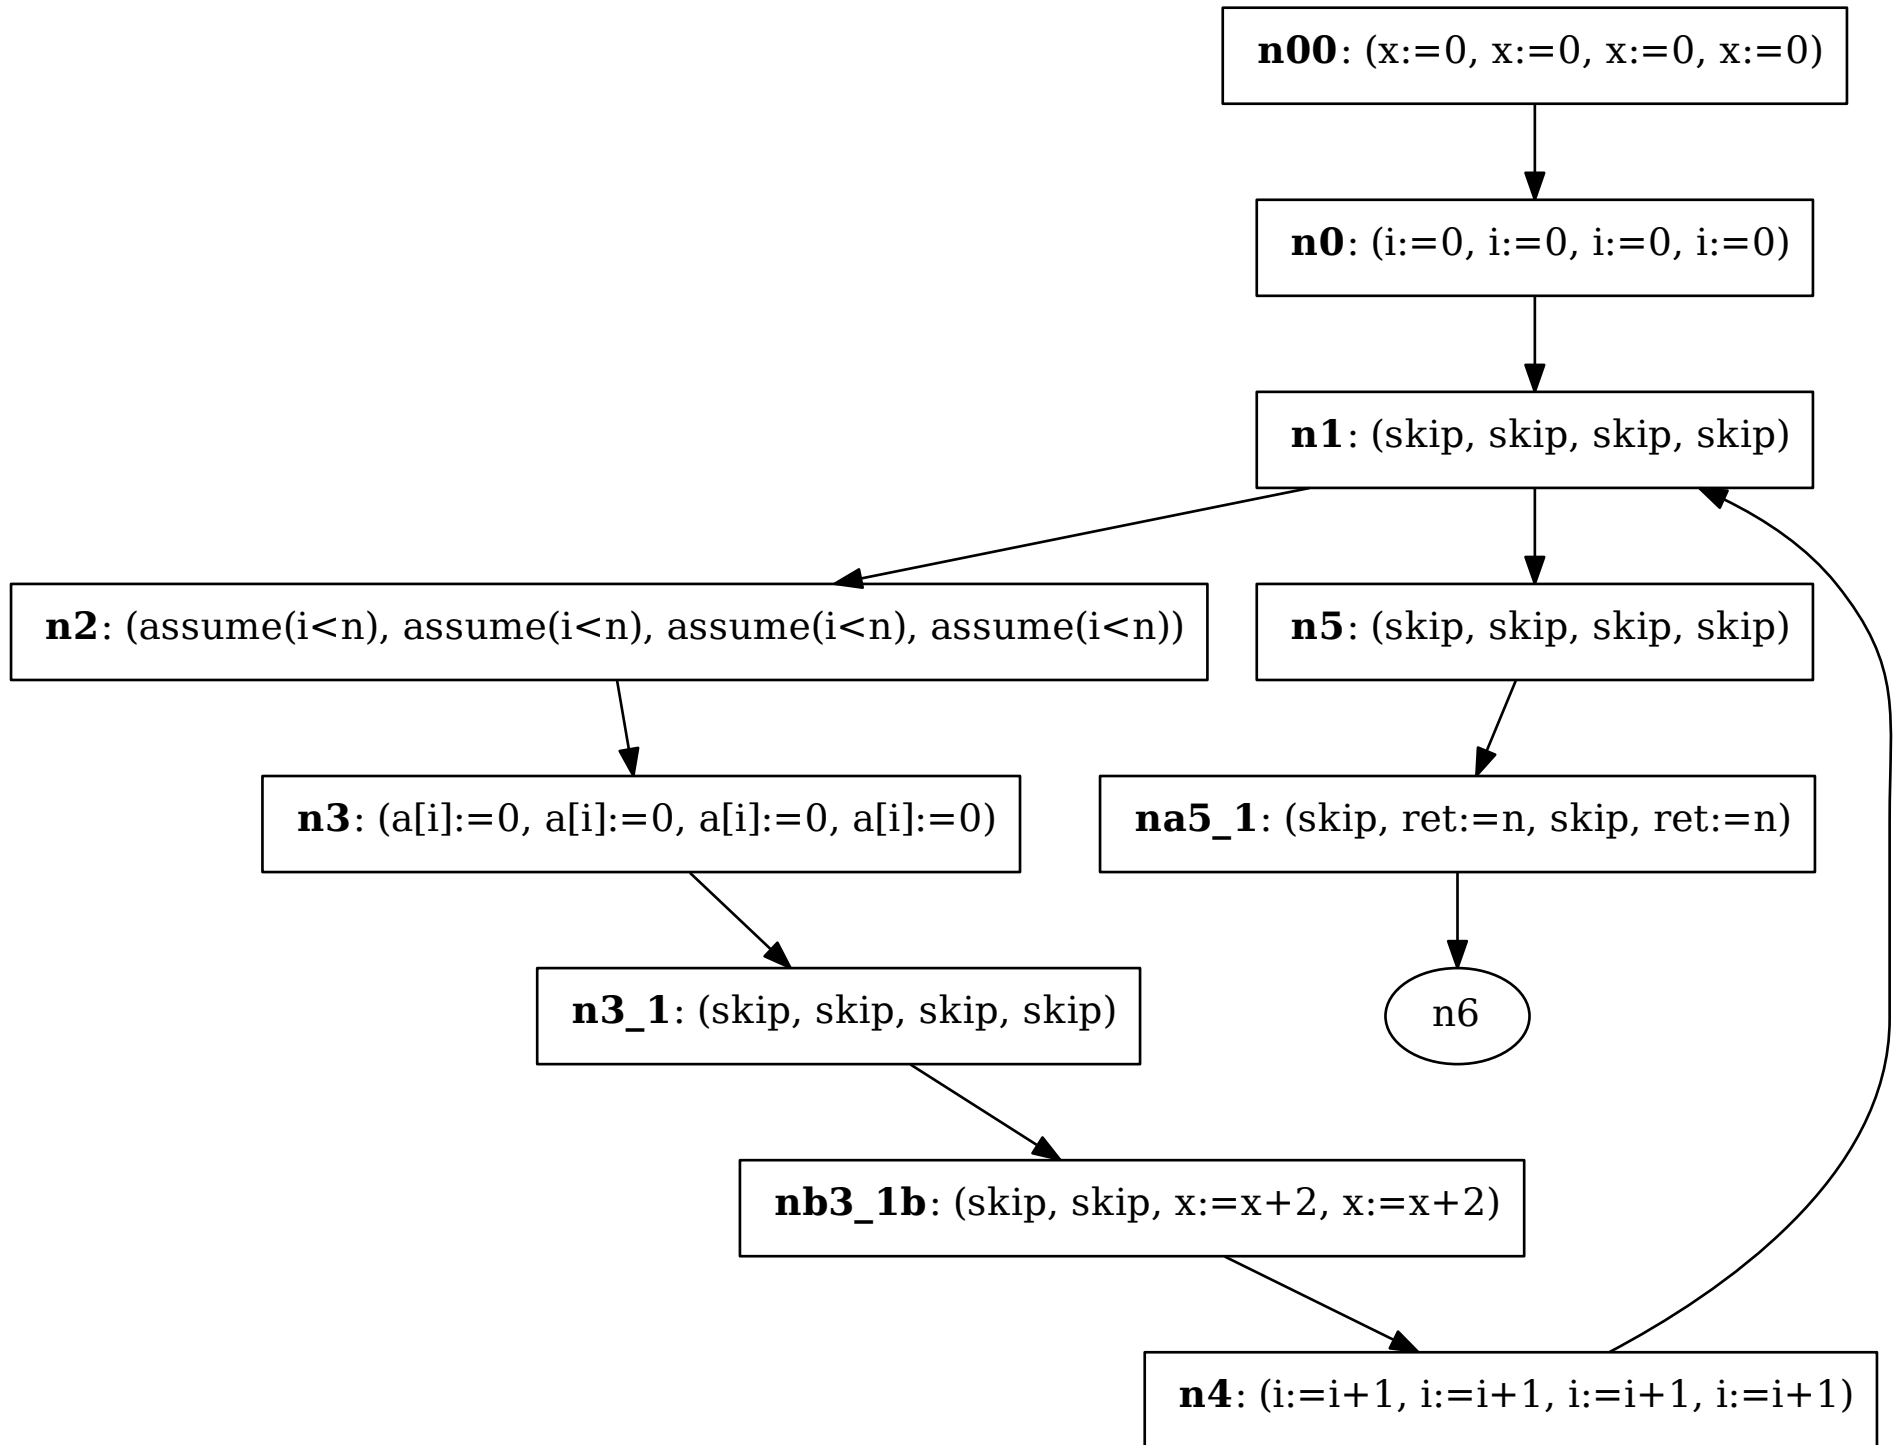 n00: (x:=0, x:=0, x:=0, x:=0)
n0: (i:=0, i:=0, i:=0, i:=0)
n1: (skip, skip, skip, skip)
n2: (assume(i<n), assume(i<n), assume(i<n), assume(i<n))
n5: (skip, skip, skip, skip)
n3: (a[i]:=0, a[i]:=0, a[i]:=0, a[i]:=0)
na5_1: (skip, ret:=n, skip, ret:=n)
n3_1: (skip, skip, skip, skip)
n6
nb3_1b: (skip, skip, x:=x+2, x:=x+2)
n4: (i:=i+1, i:=i+1, i:=i+1, i:=i+1)